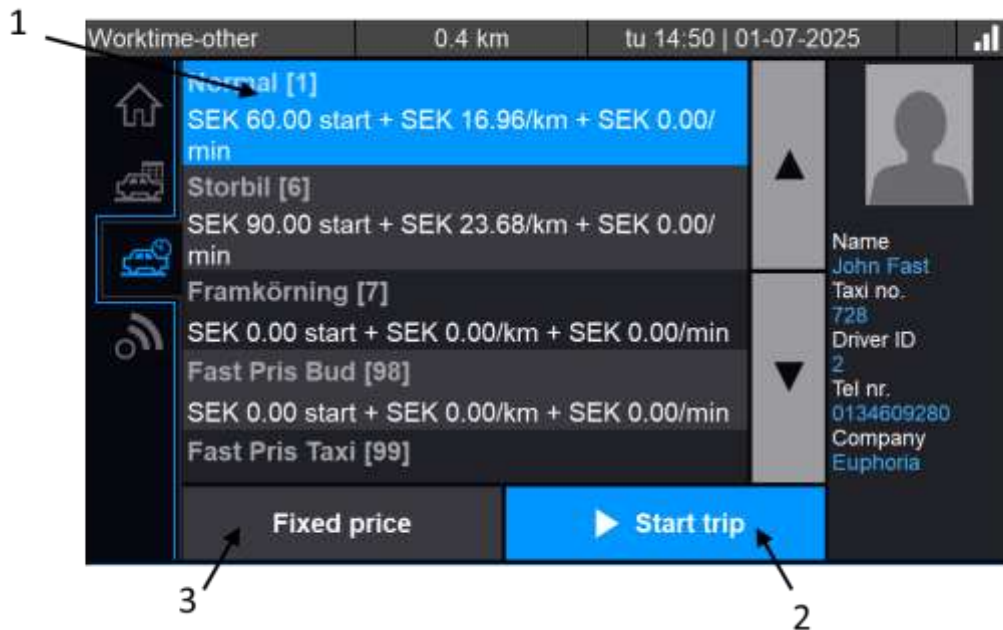 1
Worktime-other 0.4 km tu 14:50 | 01-07-2025
Normal [1]
SEK 60.00 start + SEK 16.96/km + SEK 0.00/
min
Storbil [6]
SEK 90.00 start + SEK 23.68/km + SEK 0.00/
min
Framkörning [7]
SEK 0.00 start + SEK 0.00/km + SEK 0.00/min
Fast Pris Bud [98]
SEK 0.00 start + SEK 0.00/km + SEK 0.00/min
Fast Pris Taxi [99]
Name
John Fast
Taxi no.
728
Driver ID
2
Tel nr.
0134609280
Company
Euphoria
Fixed price
Start trip
3
2